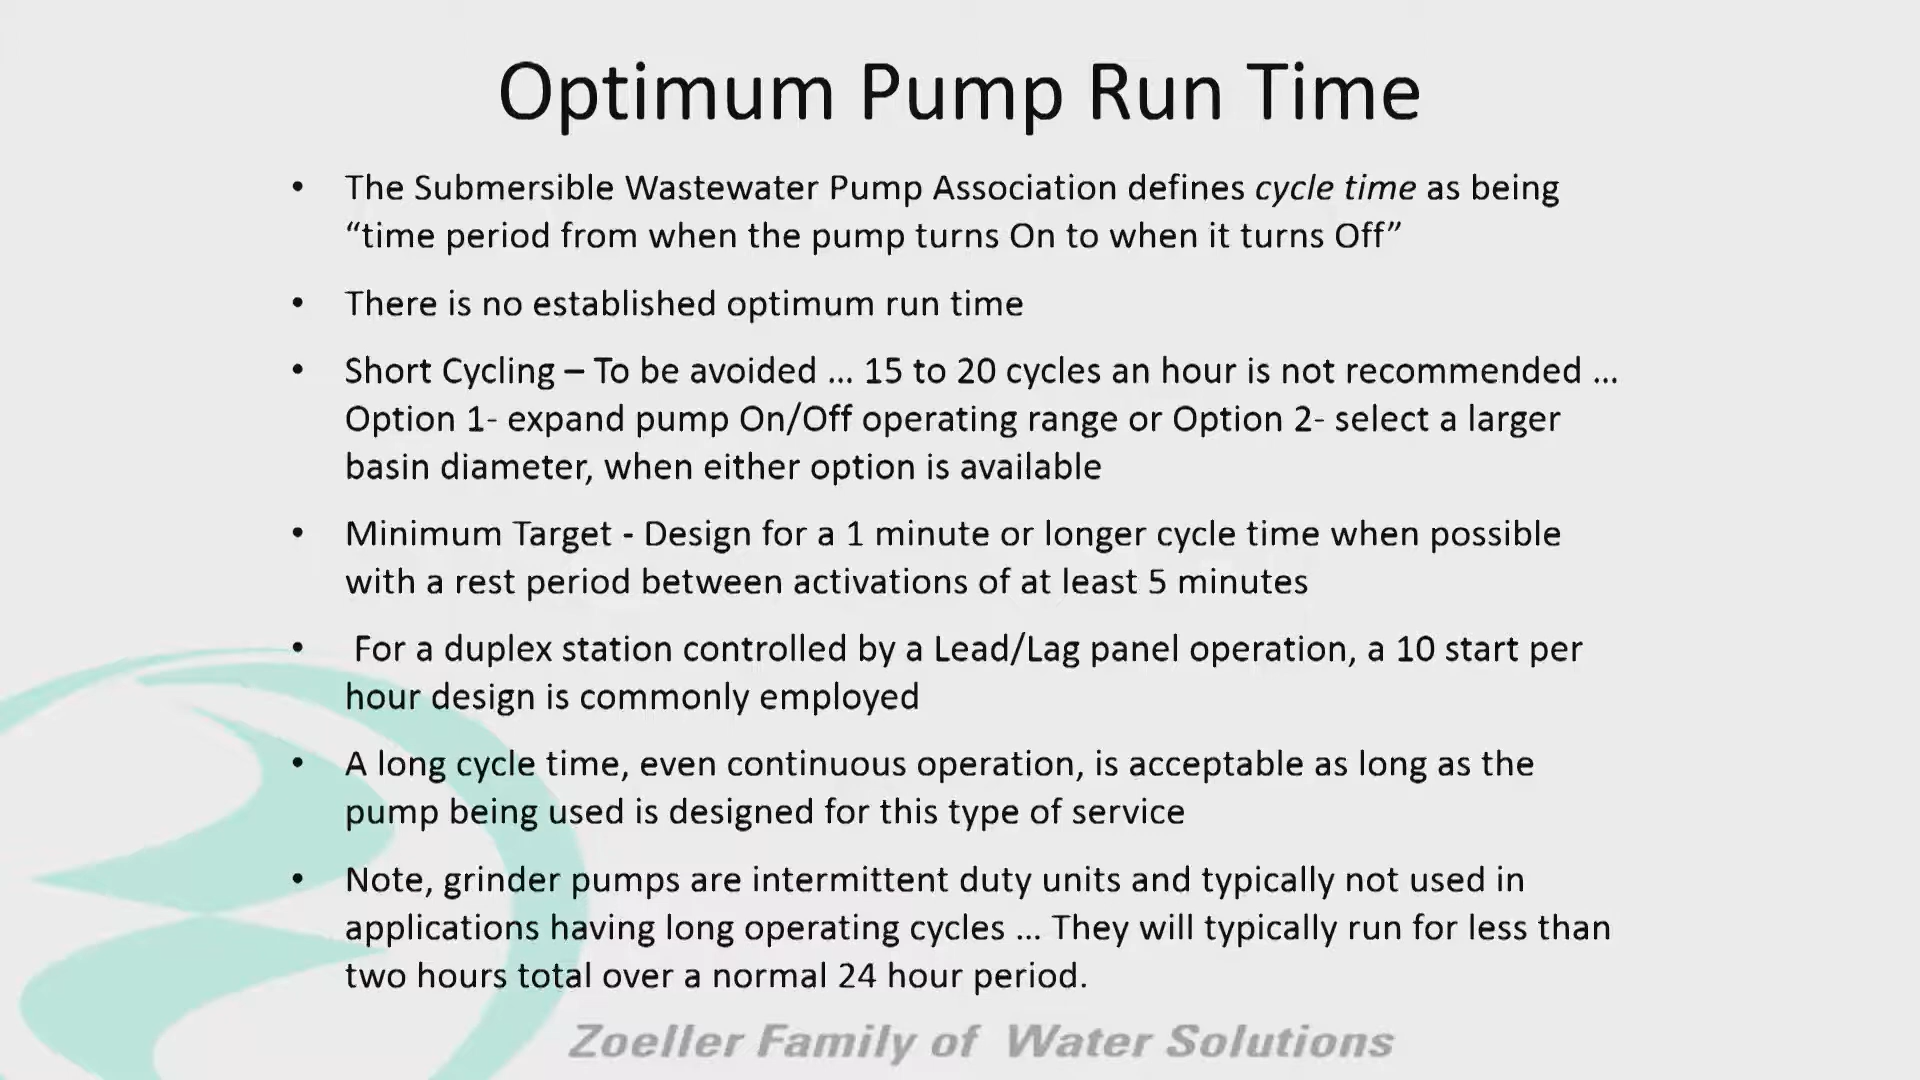 Optimum Pump Run Time
• The Submersible Wastewater Pump Association defines cycle time as being
“time period from when the pump turns On to when it turns Off”
• There is no established optimum run time
• Short Cycling – To be avoided … 15 to 20 cycles an hour is not recommended …
Option 1- expand pump On/Off operating range or Option 2- select a larger
basin diameter, when either option is available
• Minimum Target - Design for a 1 minute or longer cycle time when possible
with a rest period between activations of at least 5 minutes
• For a duplex station controlled by a Lead/Lag panel operation, a 10 start per
hour design is commonly employed
• A long cycle time, even continuous operation, is acceptable as long as the
pump being used is designed for this type of service
• Note, grinder pumps are intermittent duty units and typically not used in
applications having long operating cycles … They will typically run for less than
two hours total over a normal 24 hour period.
Zoeller Family of Water Solutions